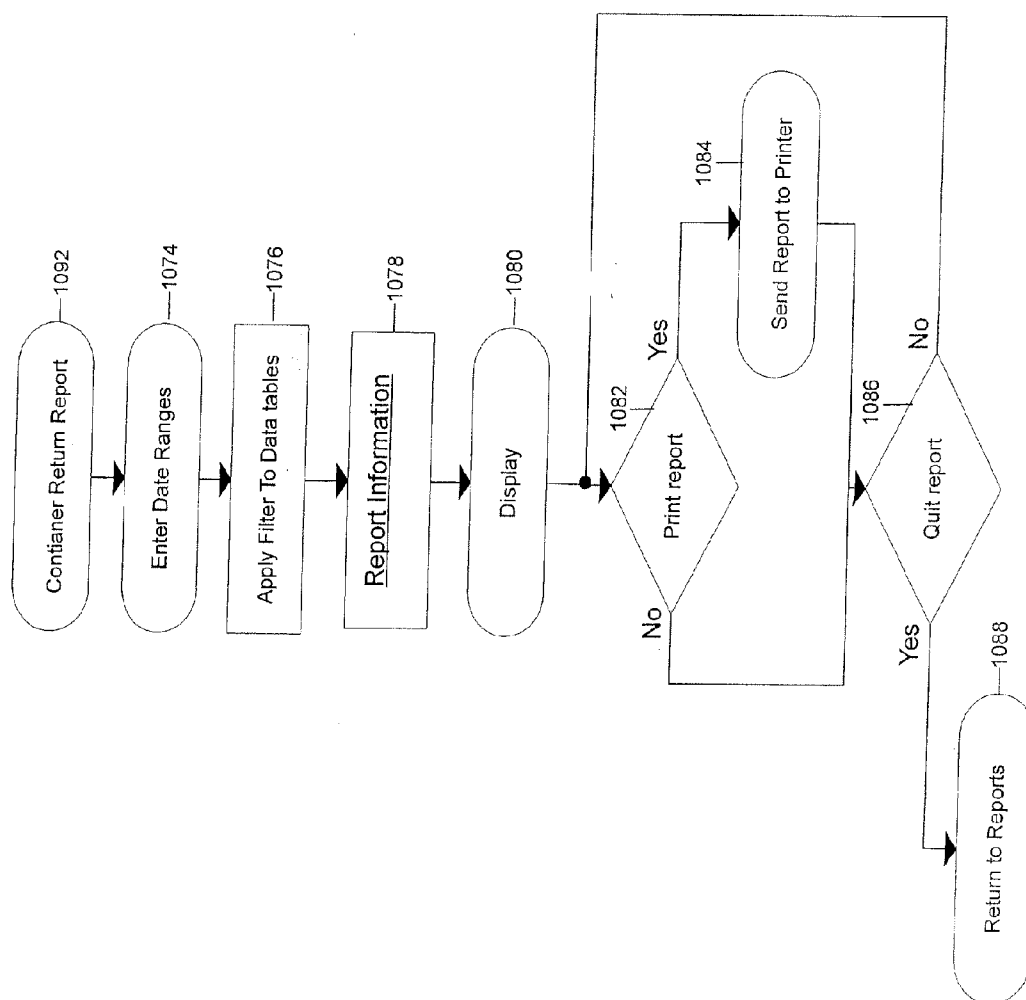 Contianer Return Report
1092
Enter Date Ranges
1074
Apply Filter To Data tables
1076
Report Information
1078
Display
1080
Print report
1082
Yes
No
Send Report to Printer
1084
Quit report
1086
No
Yes
Return to Reports
1088